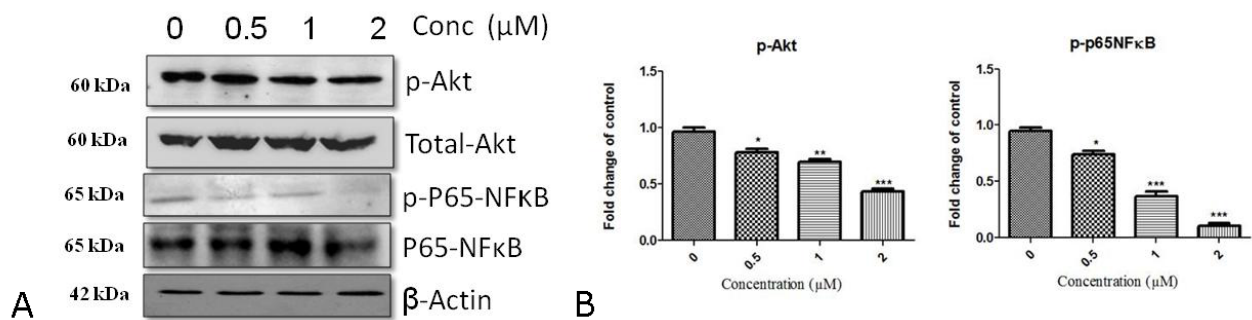 0 0.5 1 2 Conc (µM)
60 kDa p-Akt
60 kDa Total-Akt
65 kDa p-P65-NFKB
65 kDa P65-NFKB
42 kDa β-Actin
A
p-Akt
Fold change of control
1.5
1.0
0.5
0.0
* ** ***
0 0.5 1 2
Concentration (µM)
p-p65NFκB
Fold change of control
1.5
1.0
0.5
0.0
* *** ***
0 0.5 1 2
Concentration (µM)
B